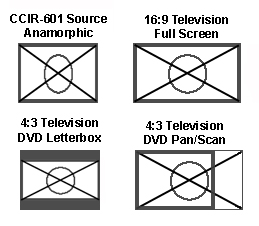 CCIR-601 Source
Anamorphic
16:9 Television
Full Screen
4:3 Television
DVD Letterbox
4:3 Television
DVD Pan/Scan